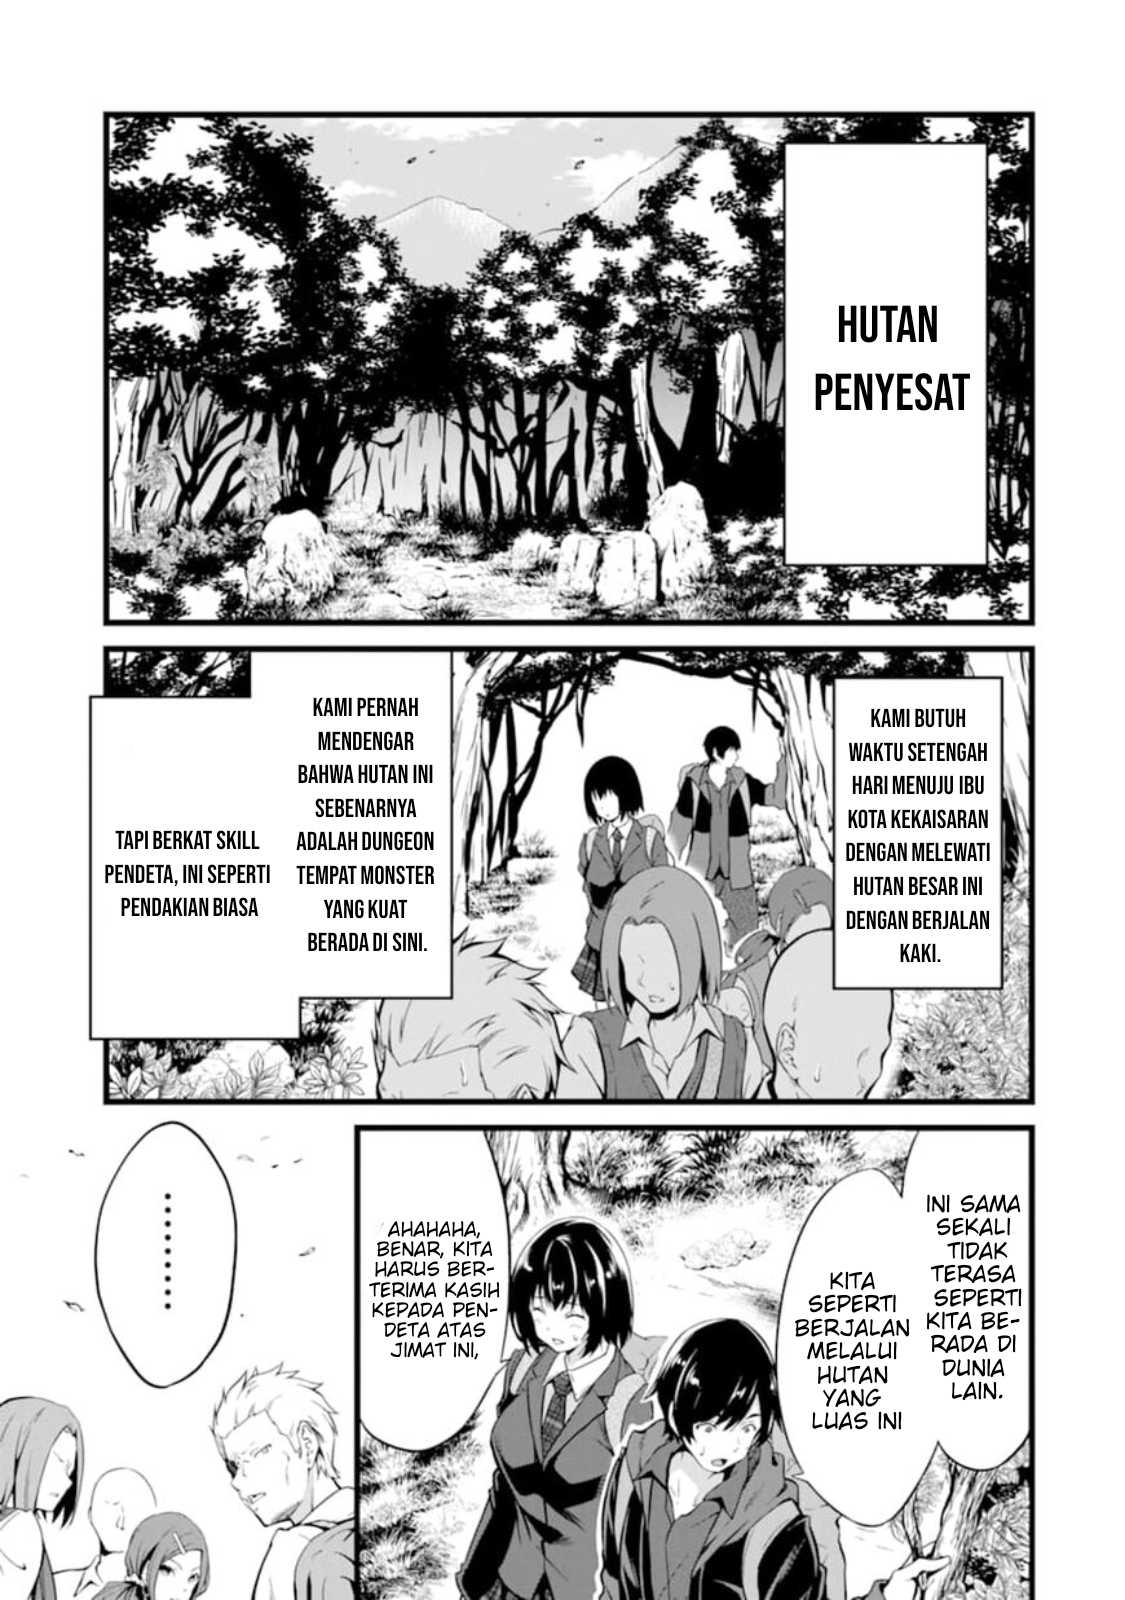 HUTAN
PENYESAT
KAMI BUTUH
WAKTU SETENGAH
HARI MENUJU IBU
KOTA KEKAISARAN
DENGAN MELEWATI
HUTAN BESAR INI
DENGAN BERJALAN
KAKI.
KAMI PERNAH
MENDENGAR
BAHWA HUTAN INI
SEBENARNYA
ADALAH DUNGEON
TEMPAT MONSTER
YANG KUAT
BERADA DI SINI.
TAPI BERKAT SKILL
PENDETA, INI SEPERTI
PENDAKIAN BIASA
INI SAMA
SEKALI
TIDAK
TERASA
SEPERTI
KITA BE-
RADA DI
DUNIA
LAIN.
KITA
SEPERTI
BERJALAN
MELALUI
HUTAN
YANG
LUAS INI
AHAHAHA,
BENAR, KITA
HARUS BER-
TERIMA KASIH
KEPADA PEN-
DETA ATAS
JIMAT INI,
........